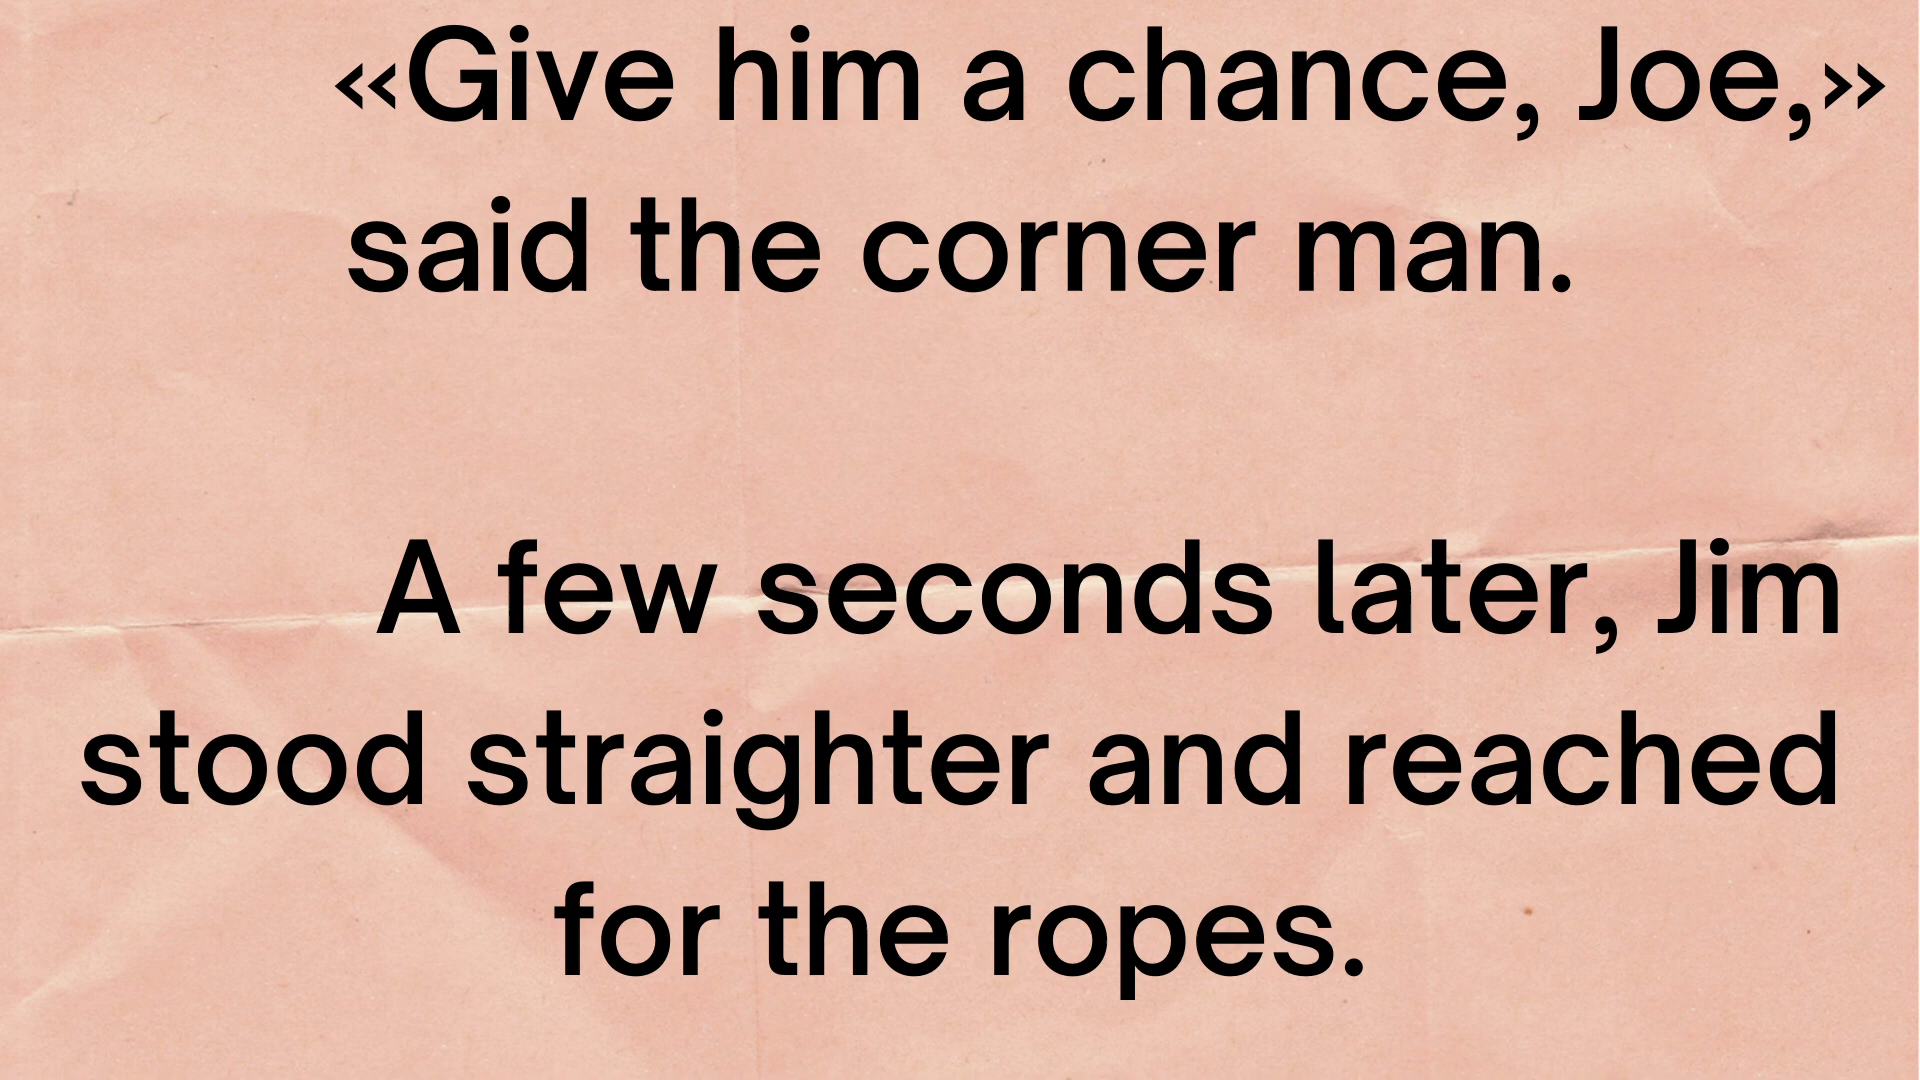 «Give him a chance, Joe,»
said the corner man.
A few seconds later, Jim
stood straighter and reached
for the ropes.